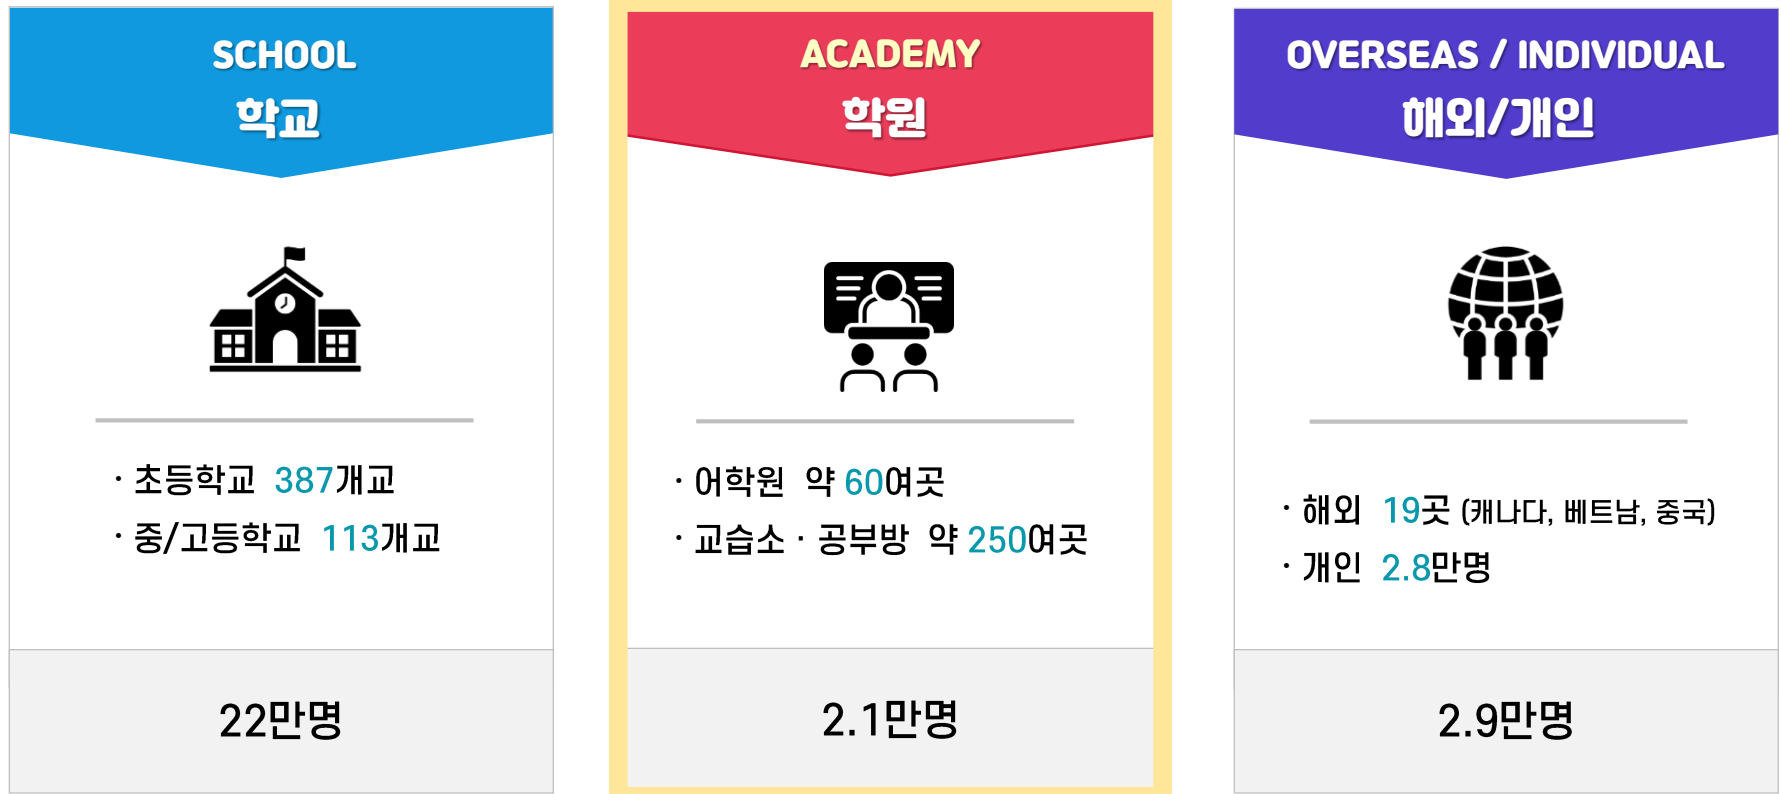 SCHOOL
학교
· 초등학교 387개교
· 중/고등학교 113개교
22만명
ACADEMY
학원
· 어학원 약 60여곳
· 교습소 · 공부방 약 250여곳
2.1만명
OVERSEAS / INDIVIDUAL
해외/개인
· 해외 19곳 (캐나다, 베트남, 중국)
· 개인 2.8만명
2.9만명